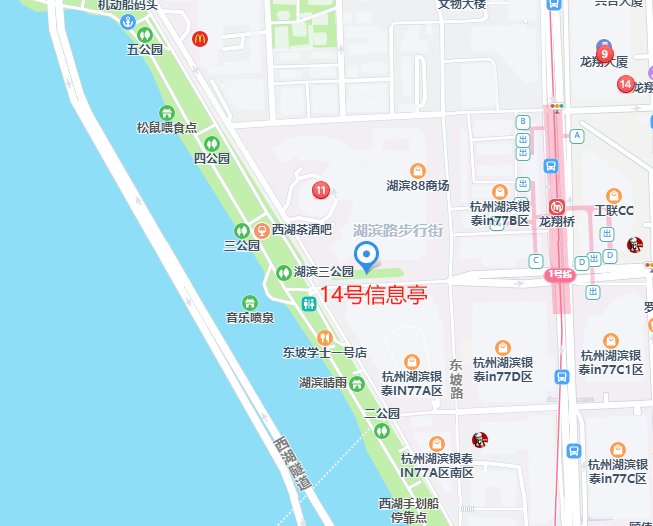 机动船码头
文物大楼
五公园
龙翔大厦
9
14
龙翔
松鼠喂食点
B
出
出
A
四公园
湖滨88商场
11
出
杭州湖滨银
泰in77B区
工联CC
龙翔桥
西湖茶酒吧
湖滨路步行街
三公园
出
出
湖滨三公园
C
D
D
1号线
14号信息亭
出
音乐喷泉
东坡学士一号店
杭州湖滨银
泰IN77A区
东坡路
杭州湖滨银
泰in77D区
杭州湖滨银
泰in77C1区
湖滨晴雨
二公园
西湖隧道
杭州湖滨银泰
IN77A区南区
杭州湖滨银
泰in77C区
西湖手划船
停靠点